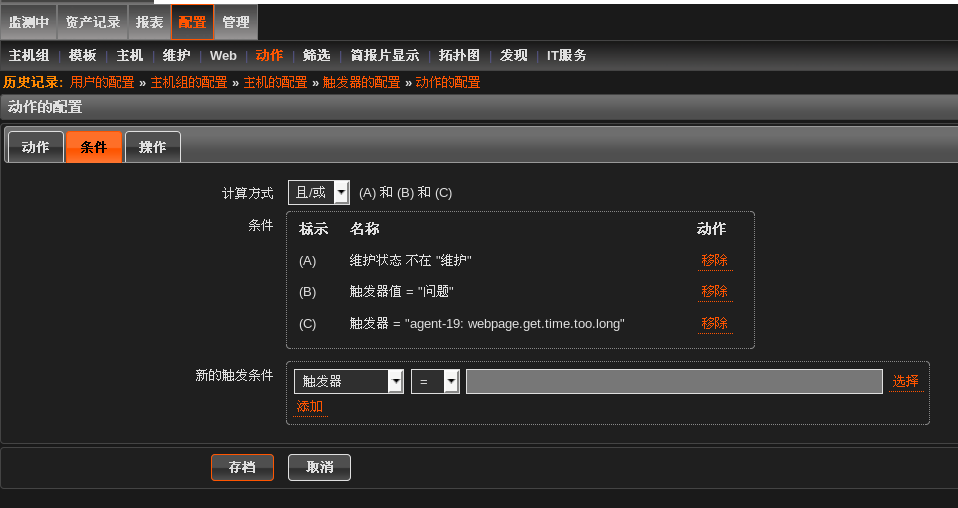 监测中 资产记录 报表 配置 管理
主机组 | 模板 | 主机 | 维护 | Web | 动作 | 筛选 | 简报片显示 | 拓扑图 | 发现 | IT服务
历史记录: 用户的配置 » 主机组的配置 » 主机的配置 » 触发器的配置 » 动作的配置
动作的配置
动作 条件 操作
计算方式 且/或 (A) 和 (B) 和 (C)
条件 标示 名称 动作
(A) 维护状态 不在 "维护" 移除
(B) 触发器值 = "问题" 移除
(C) 触发器 = "agent-19: webpage.get.time.too.long" 移除
新的触发条件 触发器 = 选择
添加
存档 取消